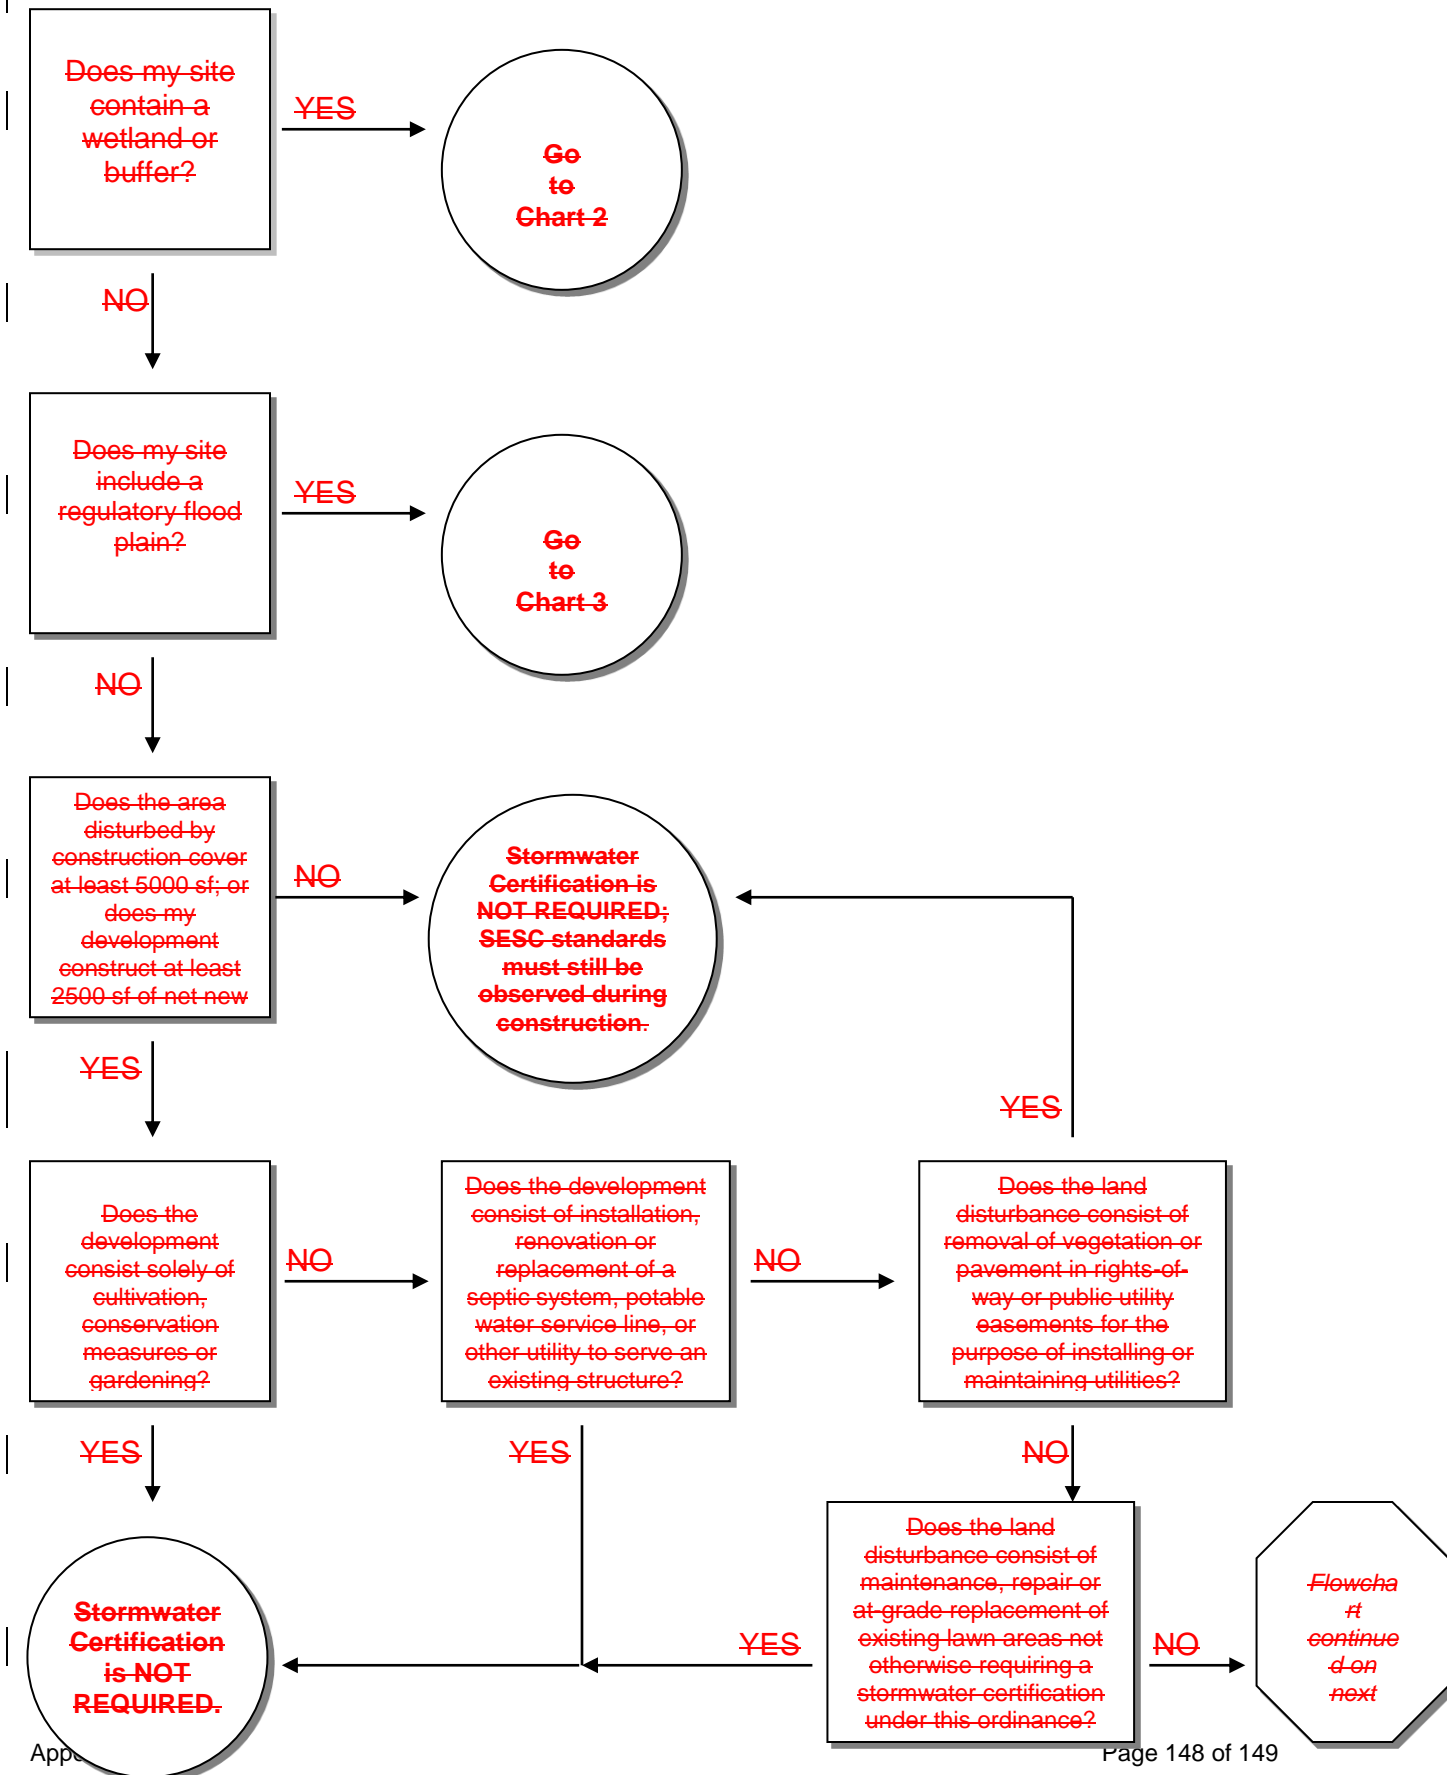 Does my site
contain a
wetland or
buffer?
YES
Go
to
Chart 2
NO
Does my site
include a
regulatory flood
plain?
YES
Go
to
Chart 3
NO
Does the area
disturbed by
construction cover
at least 5000 sf; or
does my
development
construct at least
2500 sf of net new
NO
Stormwater
Certification is
NOT REQUIRED;
SESC standards
must still be
observed during
construction.
YES
YES
Does the
development
consist solely of
cultivation,
conservation
measures or
gardening?
NO
Does the development
consist of installation,
renovation or
replacement of a
septic system, potable
water service line, or
other utility to serve an
existing structure?
NO
Does the land
disturbance consist of
removal of vegetation or
pavement in rights-of-
way or public utility
easements for the
purpose of installing or
maintaining utilities?
YES
YES
NO
Stormwater
Certification
is NOT
REQUIRED.
YES
Does the land
disturbance consist of
maintenance, repair or
at-grade replacement of
existing lawn areas not
otherwise requiring a
stormwater certification
under this ordinance?
NO
Flowcha
rt
continue
d on
next
Page 148 of 149